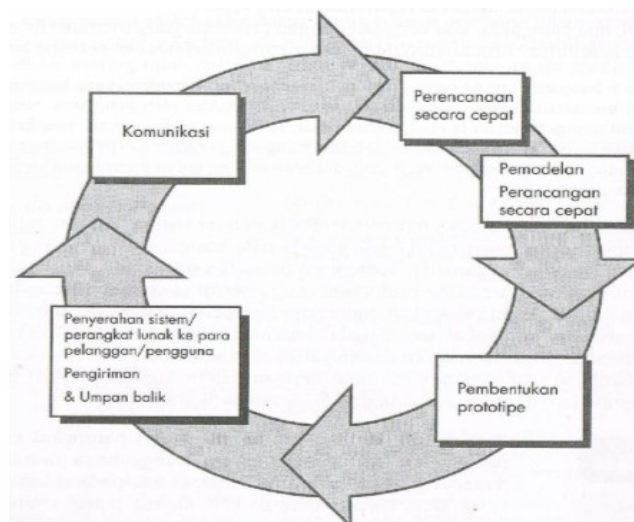 Komunikasi
Perencanaan
secara cepat
Pemodelan
Perancangan
secara cepat
Pembentukan
prototipe
Penyerahan sistem/
perangkat lunak ke para
pelanggan/pengguna
Pengiriman
& Umpan balik